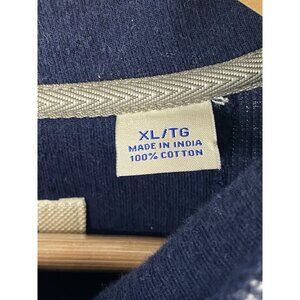 XL/TG
MADE IN INDIA
100% COTTON